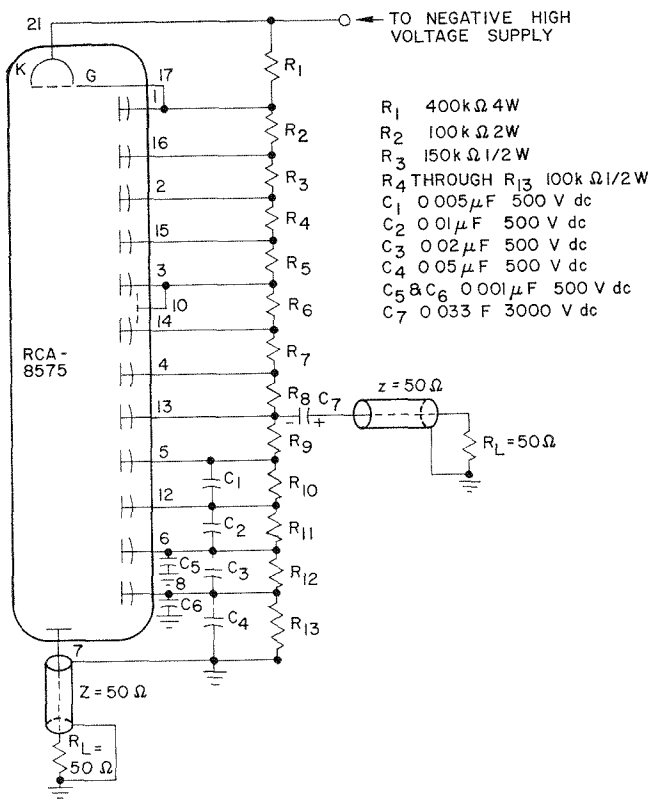 21
TO NEGATIVE HIGH
VOLTAGE SUPPLY
K
G
17
1
R1
16
R2
2
R3
15
R4
3
R5
10
R6
14
R7
4
R8
13
C7
- +
z = 50 Ω
RL = 50 Ω
R9
5
C1
R10
12
C2
R11
6
C5
C3
R12
8
C6
C4
R13
7
RCA-
8575
Z = 50 Ω
RL =
50 Ω
R1 400kΩ 4W
R2 100kΩ 2W
R3 150kΩ 1/2W
R4 THROUGH R13 100kΩ 1/2W
C1 0 005μF 500 V dc
C2 0 01μF 500 V dc
C3 0 02μF 500 V dc
C4 0 05μF 500 V dc
C5 & C6 0 001μF 500 V dc
C7 0 033 F 3000 V dc